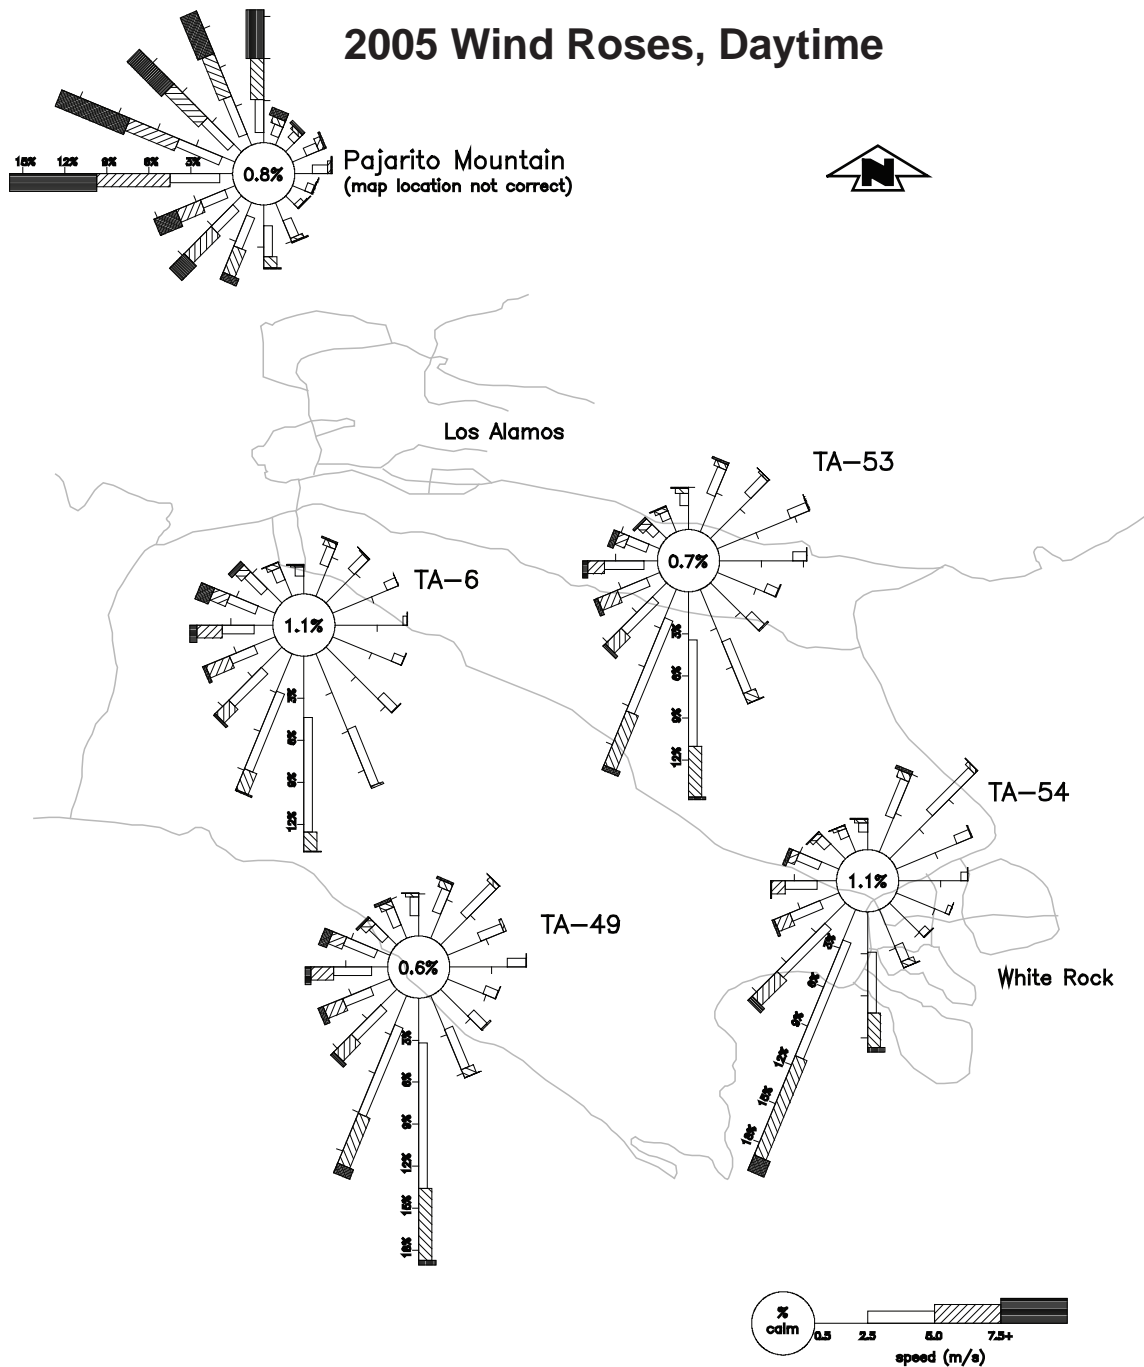 2005 Wind Roses, Daytime
15% 12% 9% 6% 3%
0.8%
Pajarito Mountain
(map location not correct)
N
Los Alamos
TA-53
0.7%
3%
6%
9%
12%
TA-6
1.1%
3%
6%
9%
12%
TA-54
1.1%
3%
6%
9%
12%
15%
18%
TA-49
0.6%
3%
6%
9%
12%
15%
18%
White Rock
%
calm
0.5 2.5 5.0 7.5+
speed (m/s)